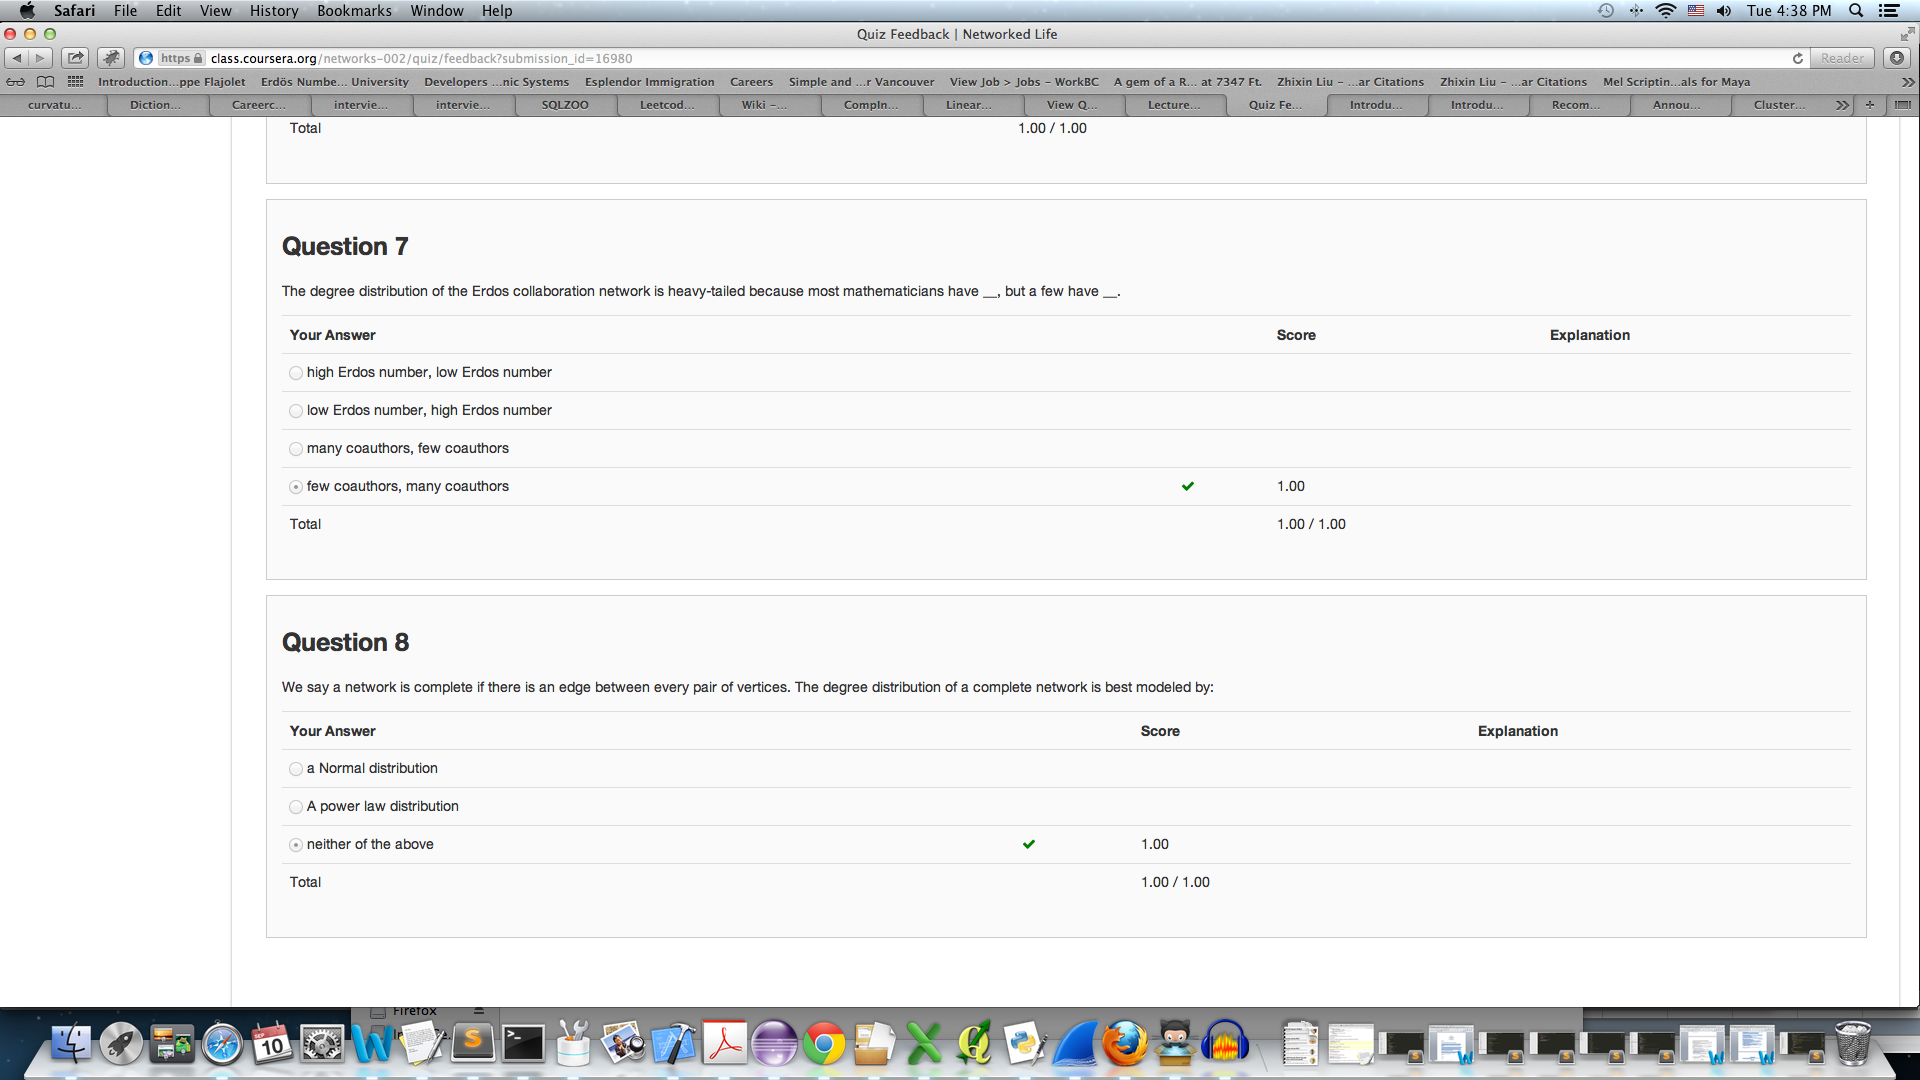 Safari File Edit View History Bookmarks Window Help Tue 4:38 PM
Quiz Feedback | Networked Life
https class.coursera.org/networks-002/quiz/feedback?submission_id=16980 Reader
Introduction...ppe Flajolet Erdös Numbe... University Developers ...nic Systems Esplendor Immigration Careers Simple and ...r Vancouver View Job > Jobs - WorkBC A gem of a R... at 7347 Ft. Zhixin Liu - ...ar Citations Zhixin Liu - ...ar Citations Mel Scriptin...als for Maya
curvatu... Diction... Careerc... intervie... intervie... SQLZOO Leetcod... Wiki –... CompIn... Linear... View Q... Lecture... Quiz Fe... Introdu... Introdu... Recom... Annou... Cluster...
Total 1.00 / 1.00
Question 7
The degree distribution of the Erdos collaboration network is heavy-tailed because most mathematicians have __, but a few have __.
Your Answer Score Explanation
high Erdos number, low Erdos number
low Erdos number, high Erdos number
many coauthors, few coauthors
few coauthors, many coauthors 1.00
Total 1.00 / 1.00
Question 8
We say a network is complete if there is an edge between every pair of vertices. The degree distribution of a complete network is best modeled by:
Your Answer Score Explanation
a Normal distribution
A power law distribution
neither of the above 1.00
Total 1.00 / 1.00
Firefox
SEP
10